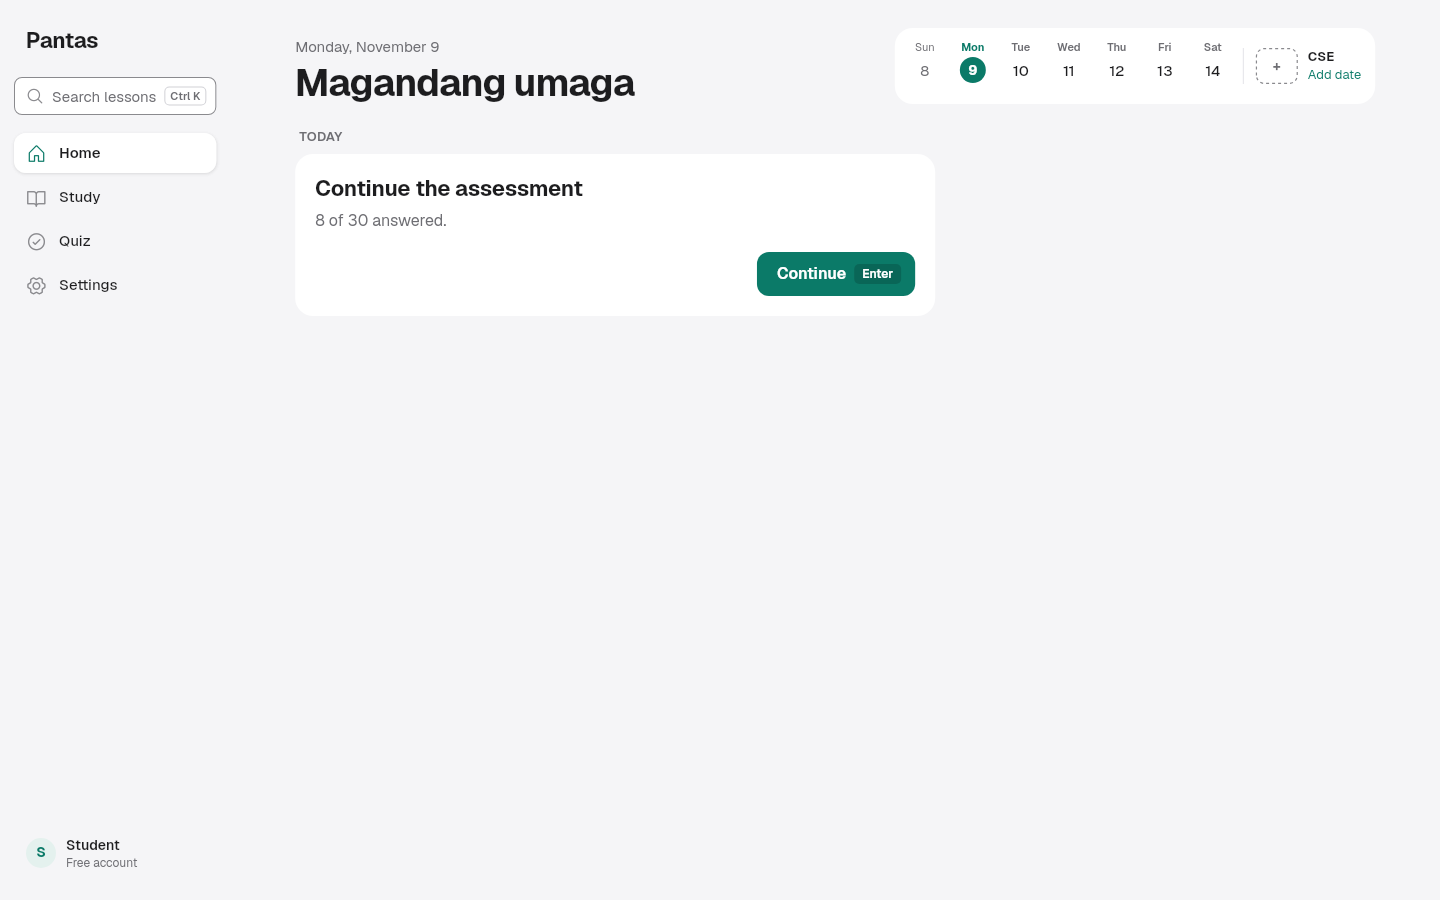 Pantas
Search lessons Ctrl K
Home
Study
Quiz
Settings
Student
S
Free account
Monday, November 9
Magandang umaga
Sun Mon Tue Wed Thu Fri Sat
8 9 10 11 12 13 14
+
CSE
Add date
TODAY
Continue the assessment
8 of 30 answered.
Continue Enter